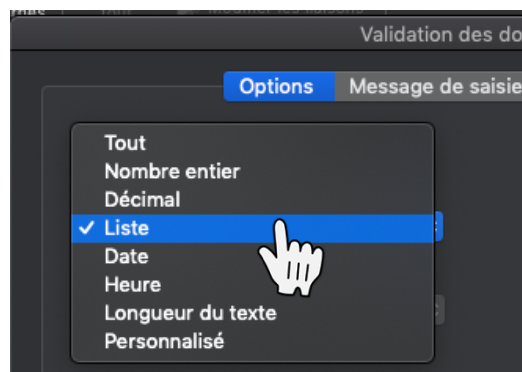 Validation des do
Options Message de saisie
Tout
Nombre entier
Décimal
✓ Liste
Date
Heure
Longueur du texte
Personnalisé